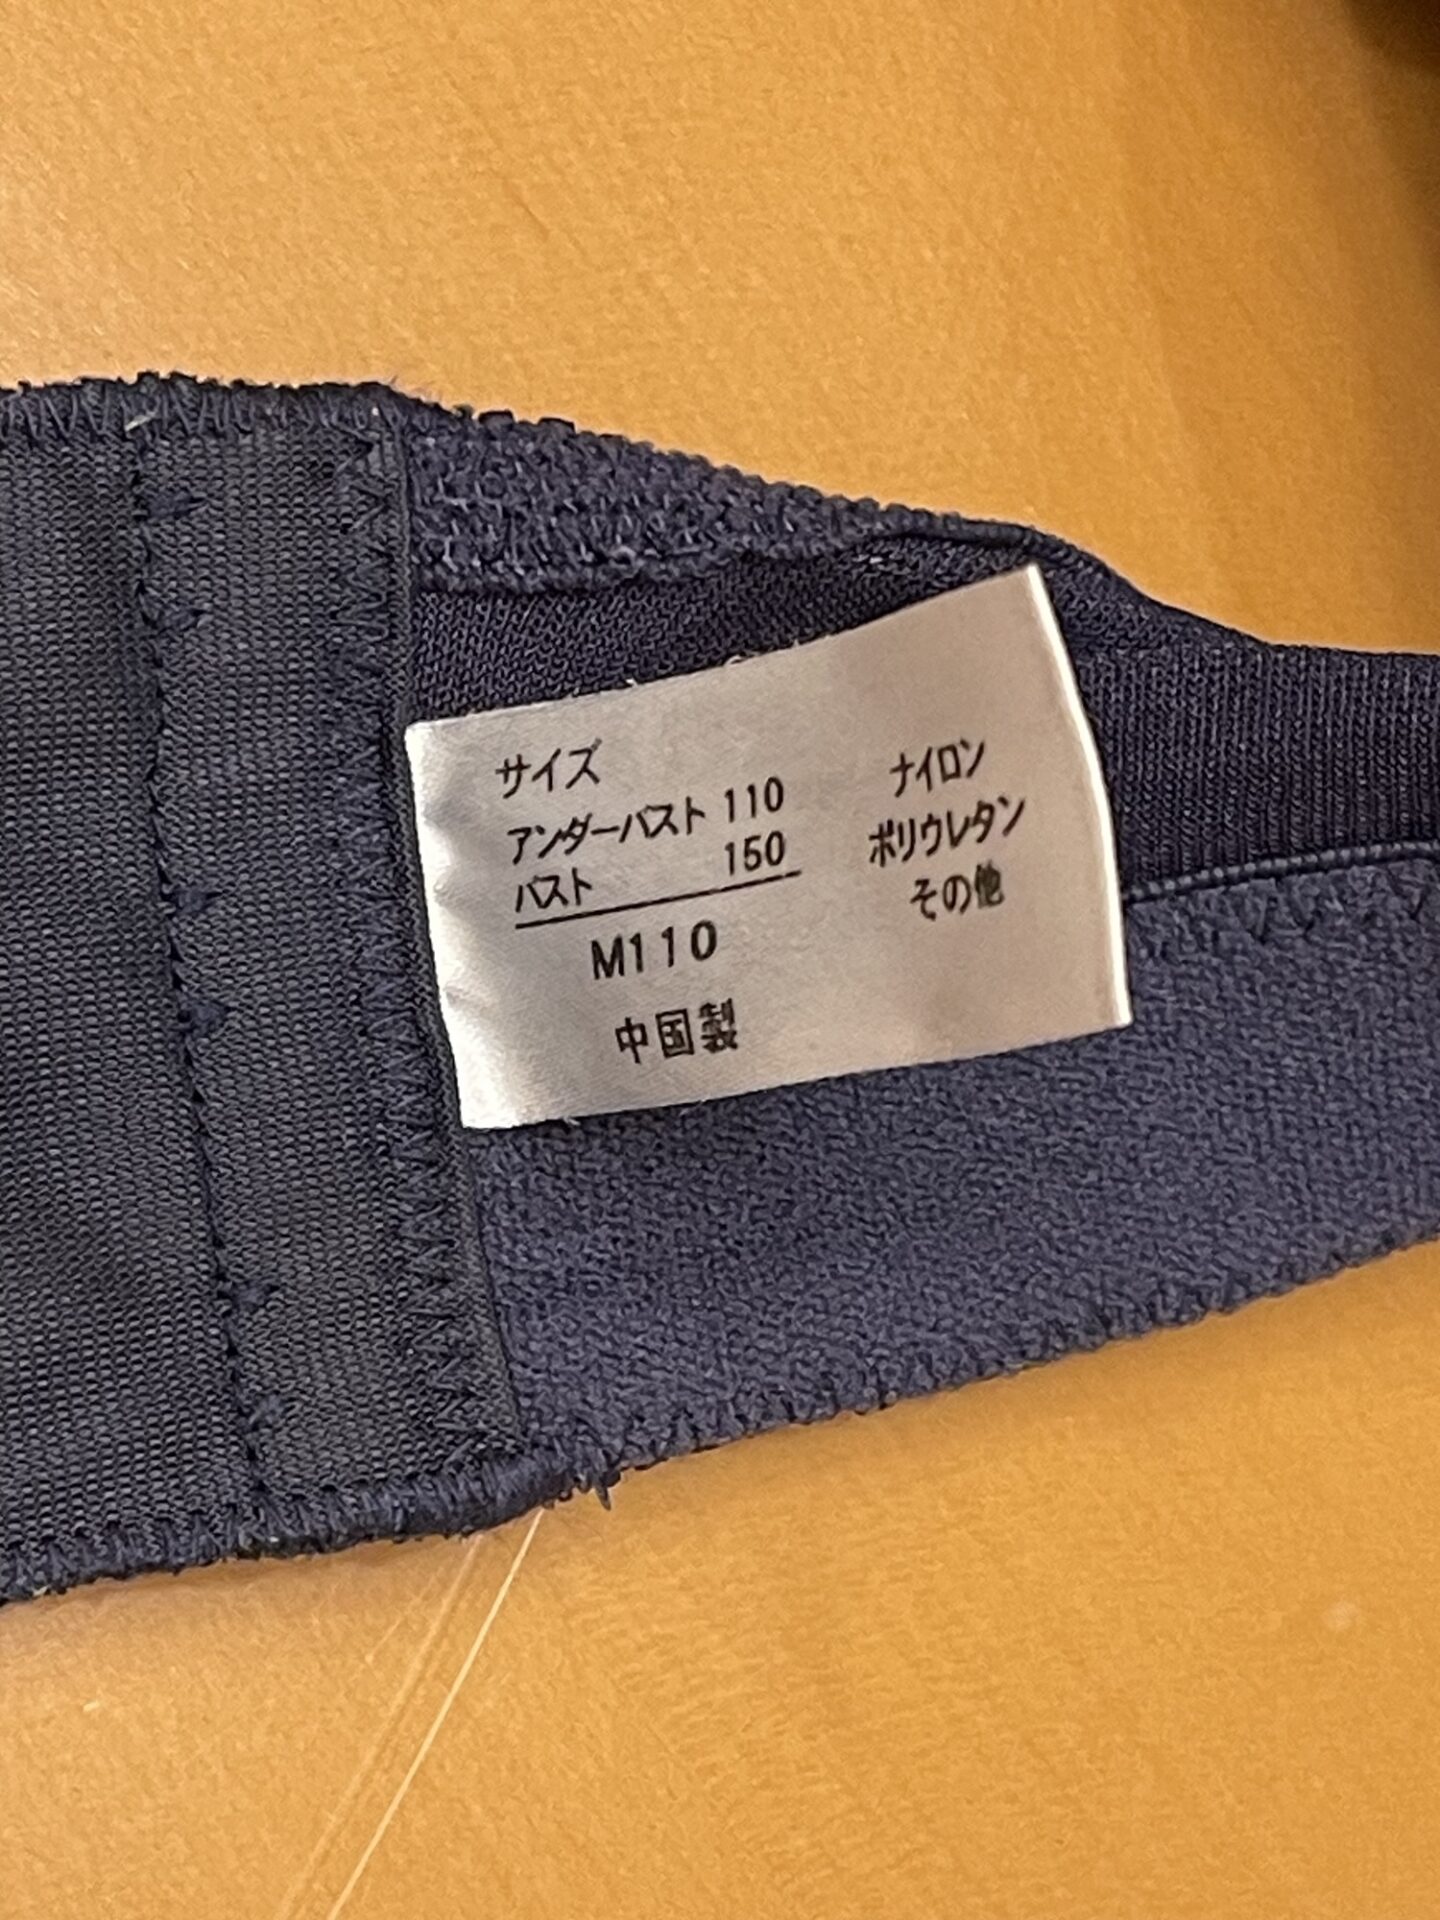 サイズ
アンダーバスト 110
バスト 150
M110
中国製
ナイロン
ポリウレタン
その他